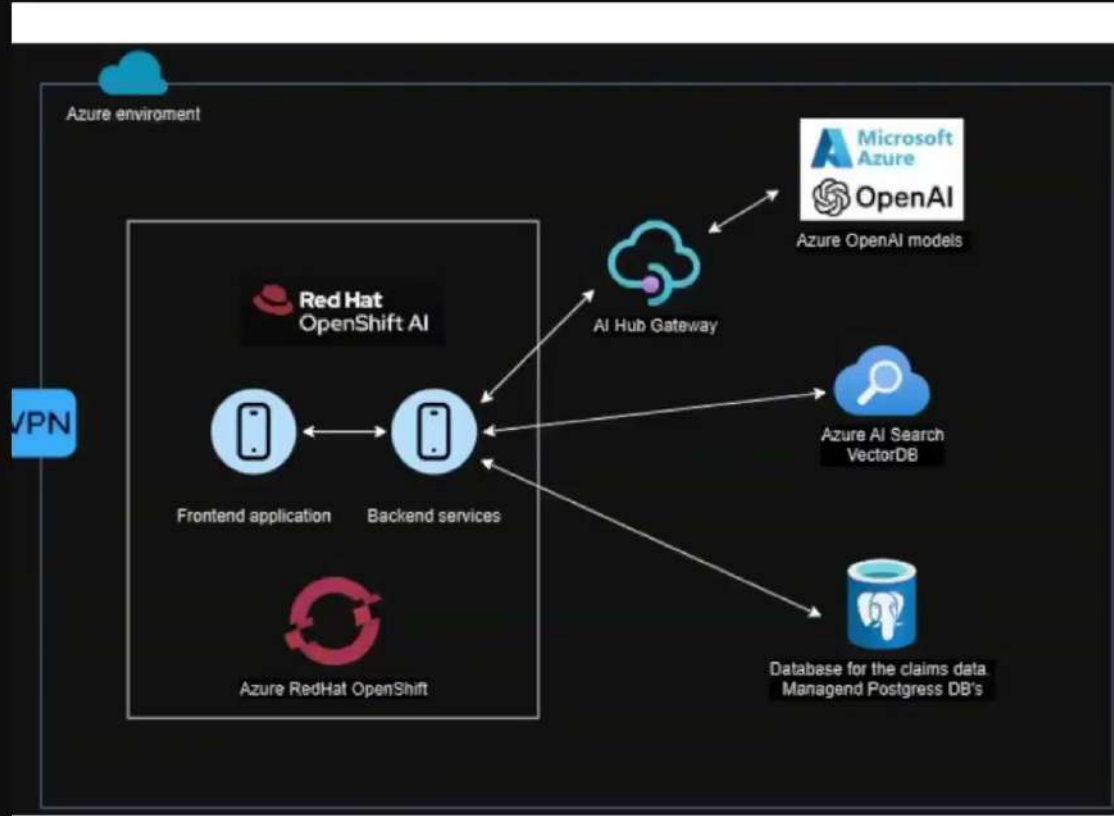 Azure enviroment
Microsoft
Azure
OpenAI
Azure OpenAI models
Red Hat
OpenShift AI
AI Hub Gateway
VPN
Azure AI Search
VectorDB
Frontend application
Backend services
Azure RedHat OpenShift
Database for the claims data.
Managend Postgress DB's